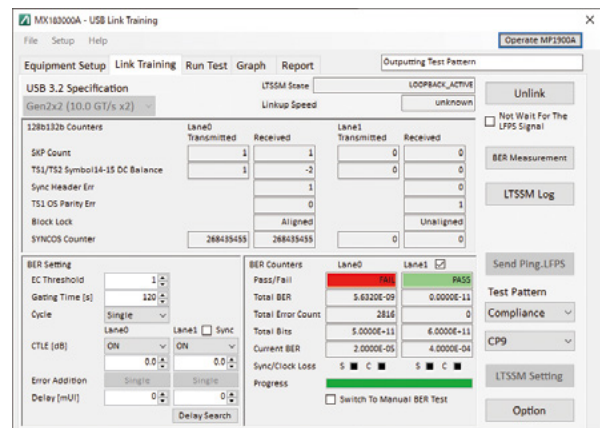 MX183000A - USB Link Training
File Setup Help
Operate MP1900A
Equipment Setup Link Training Run Test Graph Report
Outputting Test Pattern
USB 3.2 Specification
LTSSM State LOOPBACK_ACTIVE
Unlink
Gen2x2 (10.0 GT/s x2)
Linkup Speed unknown
Not Wait For The
LFPS Signal
128b132b Counters
Lane0 Lane1
Transmitted Received Transmitted Received
SKP Count 1 1 0 0
BER Measurement
TS1/TS2 Symbol14-15 DC Balance 1 -2 0 0
Sync Header Err 1 0
LTSSM Log
TS1 OS Parity Err 0 1
Block Lock Aligned Unaligned
SYNCOS Counter 268435455 268435455 0 0
BER Setting
BER Counters Lane0 Lane1
Send Ping.LFPS
EC Threshold 1
Pass/Fail FAIL PASS
Gating Time [s] 120
Total BER 5.6320E-09 0.0000E-11
Test Pattern
Cycle Single
Total Error Count 2816 0
Compliance
Lane0 Lane1 Sync
Total Bits 5.0000E+11 6.0000E+11
CTLE [dB] ON ON
Current BER 2.0000E-05 4.0000E-04
CP9
0.0 0.0
Sync/Clock Loss S C S C
Error Addition Single Single
Progress
LTSSM Setting
Delay [mUI] 0 0
Switch To Manual BER Test
Delay Search
Option